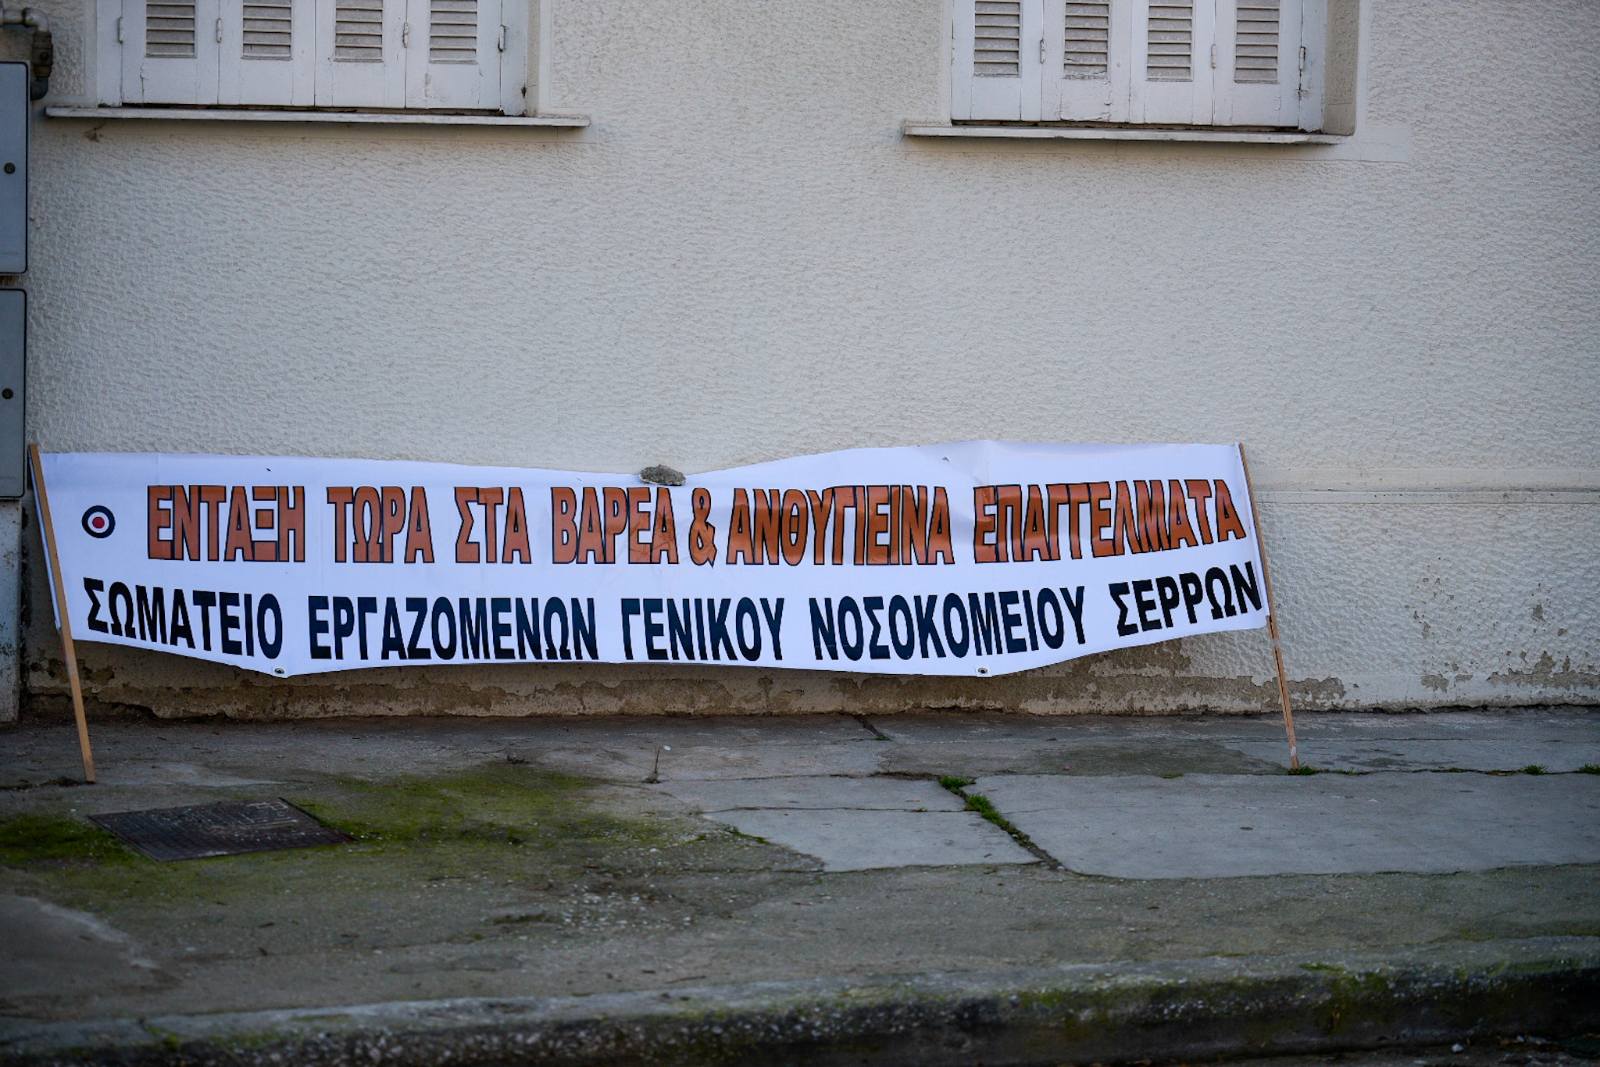 ΕΝΤΑΞΗ ΤΩΡΑ ΣΤΑ ΒΑΡΕΑ & ΑΝΘΥΓΙΕΙΝΑ ΕΠΑΓΓΕΛΜΑΤΑ
ΣΩΜΑΤΕΙΟ ΕΡΓΑΖΟΜΕΝΩΝ ΓΕΝΙΚΟΥ ΝΟΣΟΚΟΜΕΙΟΥ ΣΕΡΡΩΝ